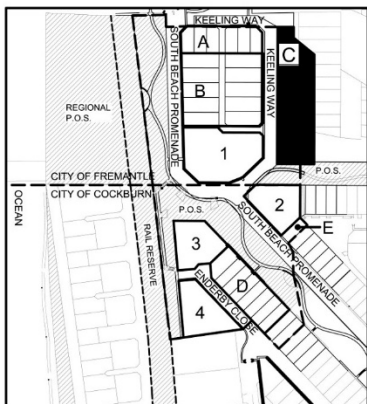 KEELING WAY
A
SOUTH BEACH PROMENADE
KEELING WAY
C
B
REGIONAL
P.O.S.
1
P.O.S.
CITY OF FREMANTLE
CITY OF COCKBURN
OCEAN
P.O.S.
2
E
SOUTH BEACH PROMENADE
RAIL RESERVE
3
D
ENDERBY CLOSE
4